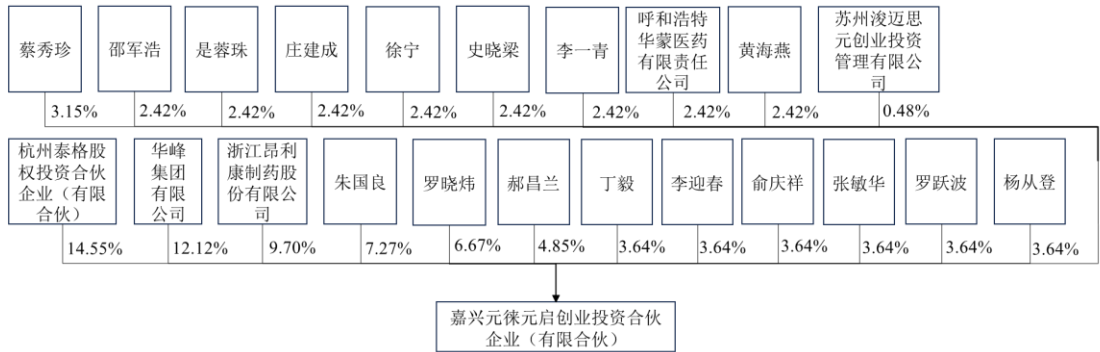 蔡秀珍
邵军浩
是蓉珠
庄建成
徐宁
史晓梁
李一青
呼和浩特
华蒙医药
有限责任
公司
黄海燕
苏州浚迈思
元创业投资
管理有限公
司
3.15%
2.42%
2.42%
2.42%
2.42%
2.42%
2.42%
2.42%
2.42%
0.48%
杭州泰格股
权投资合伙
企业（有限
合伙）
华峰
集团
有限
公司
浙江昂利
康制药股
份有限公
司
朱国良
罗晓炜
郝昌兰
丁毅
李迎春
俞庆祥
张敏华
罗跃波
杨从登
14.55%
12.12%
9.70%
7.27%
6.67%
4.85%
3.64%
3.64%
3.64%
3.64%
3.64%
3.64%
嘉兴元徕元启创业投资合伙
企业（有限合伙）